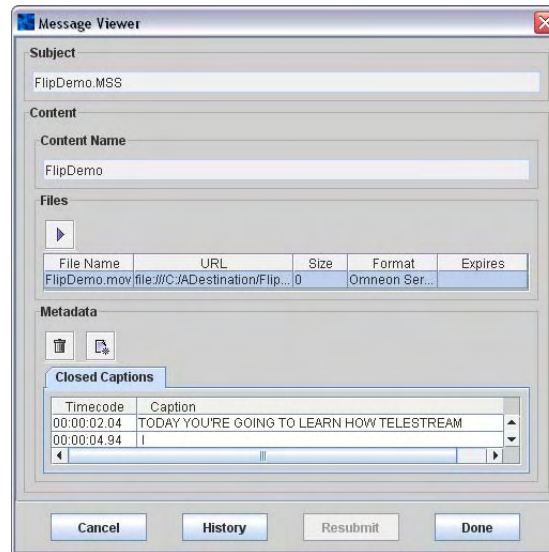 Message Viewer
Subject
FlipDemo.MSS
Content
Content Name
FlipDemo
Files
File Name URL Size Format Expires
FlipDemo.mov file:///C:/ADestination/Flip... 0 Omneon Ser...
Metadata
Closed Captions
Timecode Caption
00:00:02.04 TODAY YOU'RE GOING TO LEARN HOW TELESTREAM
00:00:04.94 I
Cancel History Resubmit Done